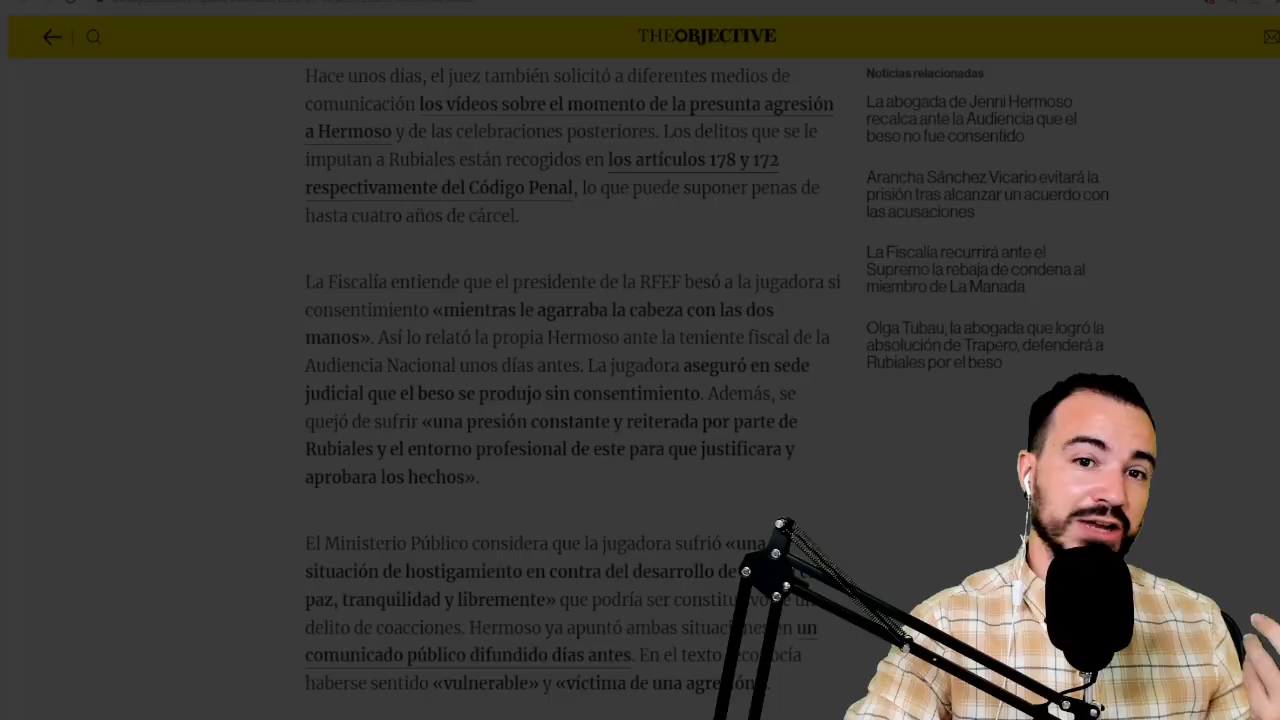 THEOBJECTIVE
Hace unos días, el juez también solicitó a diferentes medios de
comunicación los vídeos sobre el momento de la presunta agresión
a Hermoso y de las celebraciones posteriores. Los delitos que se le
imputan a Rubiales están recogidos en los artículos 178 y 172
respectivamente del Código Penal, lo que puede suponer penas de
hasta cuatro años de cárcel.
La Fiscalía entiende que el presidente de la RFEF besó a la jugadora si
consentimiento «mientras le agarraba la cabeza con las dos
manos». Así lo relató la propia Hermoso ante la teniente fiscal de la
Audiencia Nacional unos días antes. La jugadora aseguró en sede
judicial que el beso se produjo sin consentimiento. Además, se
quejó de sufrir «una presión constante y reiterada por parte de
Rubiales y el entorno profesional de este para que justificara y
aprobara los hechos».
El Ministerio Público considera que la jugadora sufrió «una
situación de hostigamiento en contra del desarrollo de
paz, tranquilidad y libremente» que podría ser constitutivo de
delito de coacciones. Hermoso ya apuntó ambas situaciones en un
comunicado público difundido días antes. En el texto reconocía
haberse sentido «vulnerable» y «víctima de una agresión».
Noticias relacionadas
La abogada de Jenni Hermoso
recalca ante la Audiencia que el
beso no fue consentido
Arancha Sánchez Vicario evitará la
prisión tras alcanzar un acuerdo con
las acusaciones
La Fiscalía recurrirá ante el
Supremo la rebaja de condena al
miembro de La Manada
Olga Tubau, la abogada que logró la
absolución de Trapero, defenderá a
Rubiales por el beso